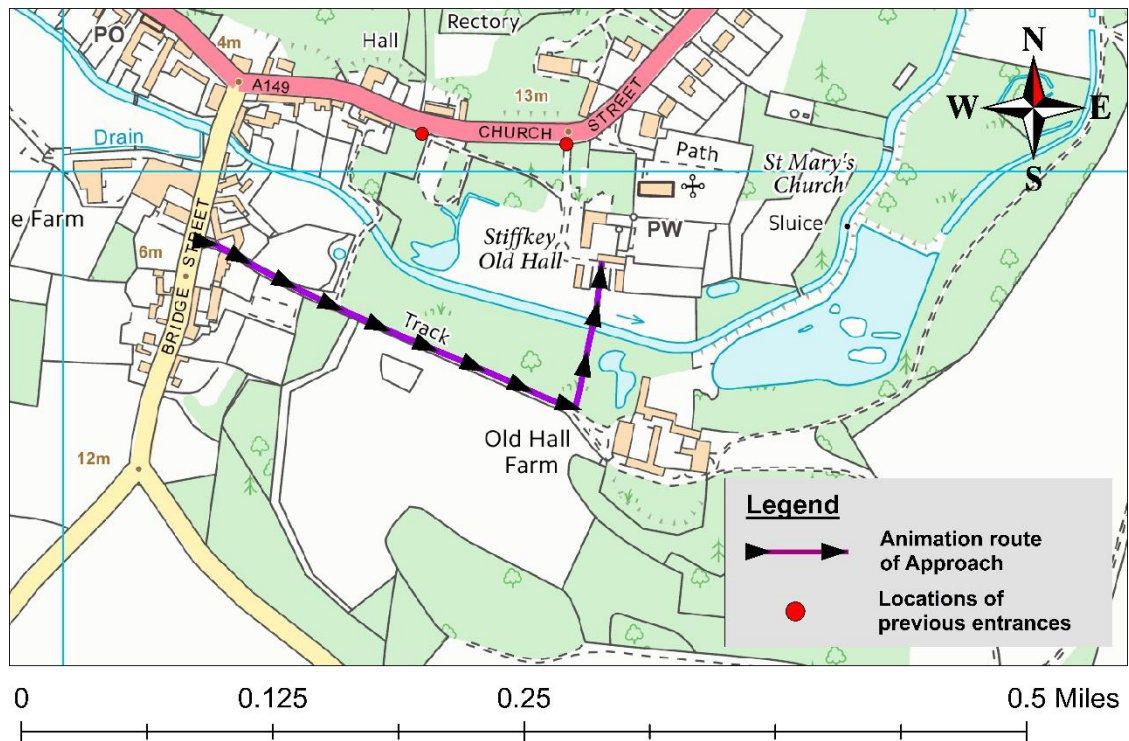 Rectory
PO
4m
Hall
A149
13m
CHURCH
STREET
N
W
E
S
Drain
Path
St Mary's
Church
e Farm
Sluice
PW
Stiffkey
Old Hall
6m
BRIDGE STREET
Track
Old Hall
Farm
12m
Legend
Animation route
of Approach
Locations of
previous entrances
0
0.125
0.25
0.5 Miles